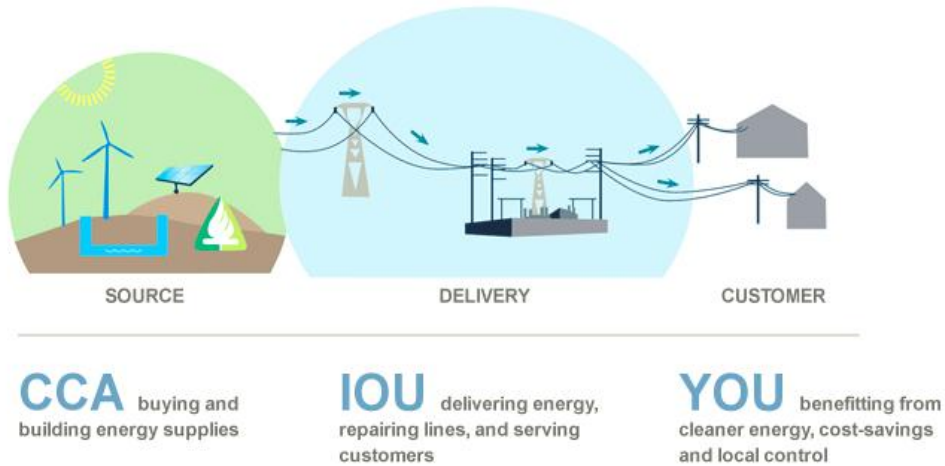 SOURCE
DELIVERY
CUSTOMER
CCA buying and
building energy supplies
IOU delivering energy,
repairing lines, and serving
customers
YOU benefitting from
cleaner energy, cost-savings
and local control